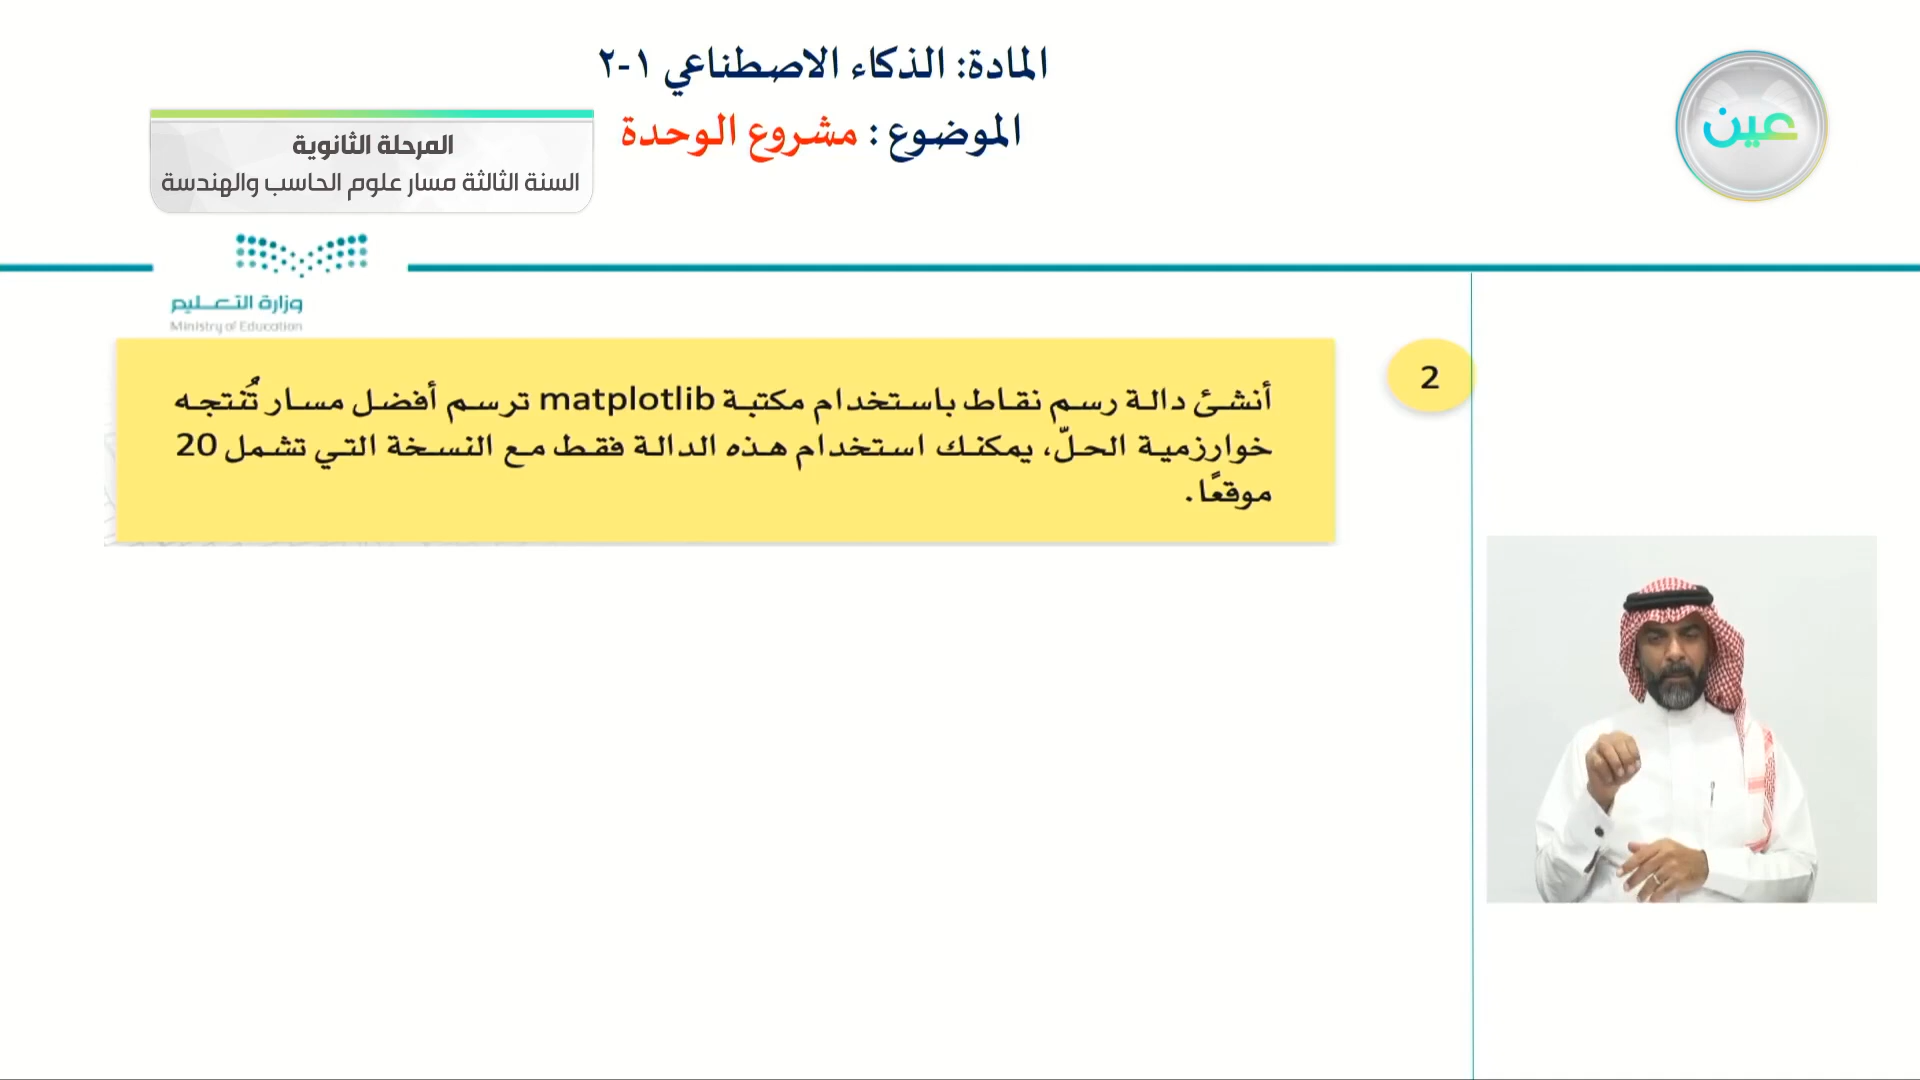 المادة: الذكاء الاصطناعي ١-٢
الموضوع : مشروع الوحدة
عين
المرحلة الثانوية
السنة الثالثة مسار علوم الحاسب والهندسة
وزارة التعليم
Ministry of Education
2
أنشئ دالة رسم نقاط باستخدام مكتبة matplotlib ترسم أفضل مسار تُنتجه
خوارزمية الحلّ، يمكنك استخدام هذه الدالة فقط مع النسخة التي تشمل 20
موقعًا.